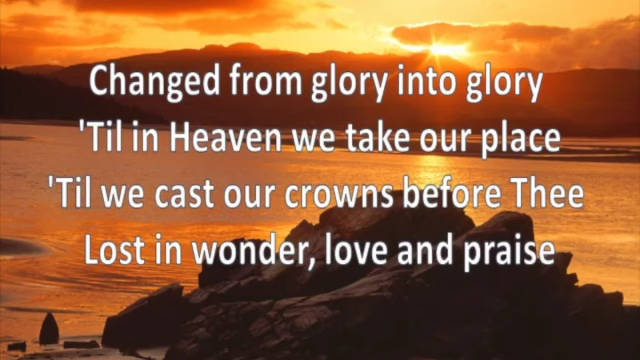 Changed from glory into glory
'Til in Heaven we take our place
'Til we cast our crowns before Thee
Lost in wonder, love and praise